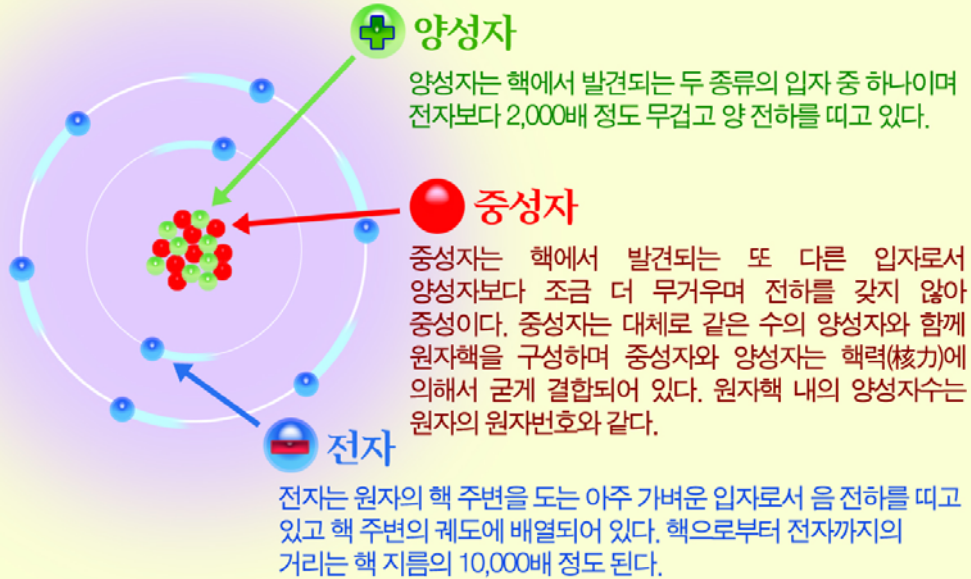 양성자
양성자는 핵에서 발견되는 두 종류의 입자 중 하나이며
전자보다 2,000배 정도 무겁고 양 전하를 띠고 있다.
중성자
중성자는 핵에서 발견되는 또 다른 입자로서
양성자보다 조금 더 무거우며 전하를 갖지 않아
중성이다. 중성자는 대체로 같은 수의 양성자와 함께
원자핵을 구성하며 중성자와 양성자는 핵력(核力)에
의해서 굳게 결합되어 있다. 원자핵 내의 양성자수는
원자의 원자번호와 같다.
전자
전자는 원자의 핵 주변을 도는 아주 가벼운 입자로서 음 전하를 띠고
있고 핵 주변의 궤도에 배열되어 있다. 핵으로부터 전자까지의
거리는 핵 지름의 10,000배 정도 된다.